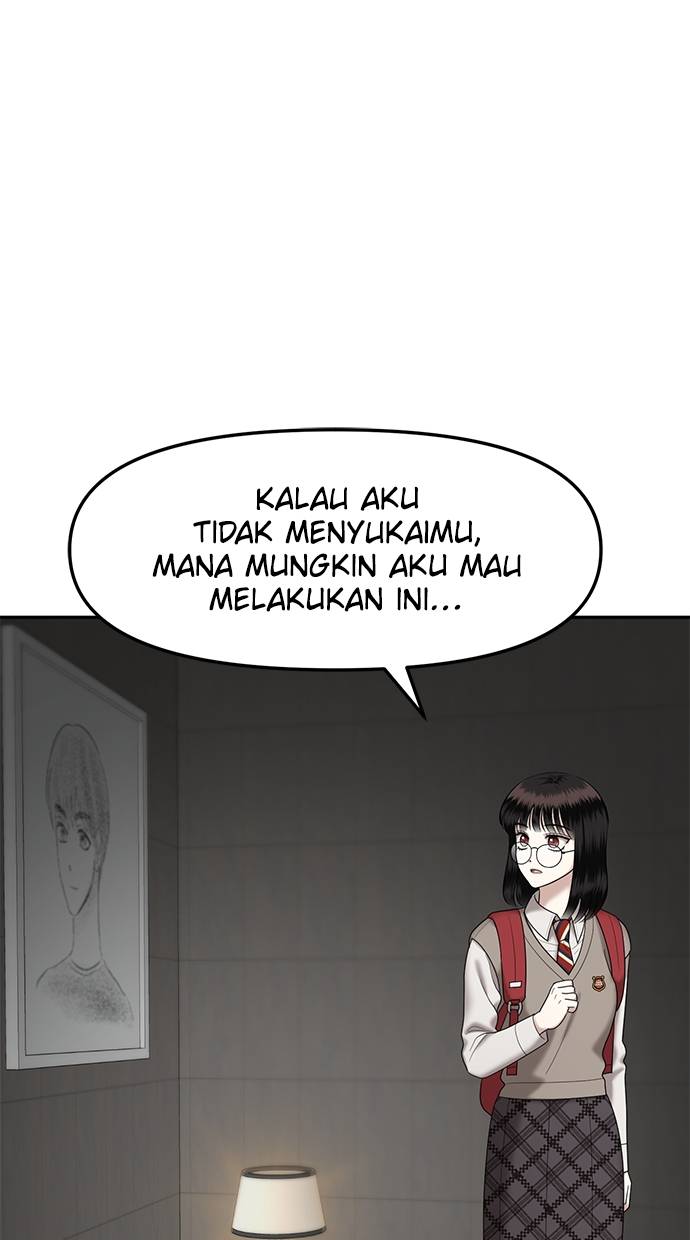 KALAU AKU
TIDAK MENYUKAIMU,
MANA MUNGKIN AKU MAU
MELAKUKAN INI...